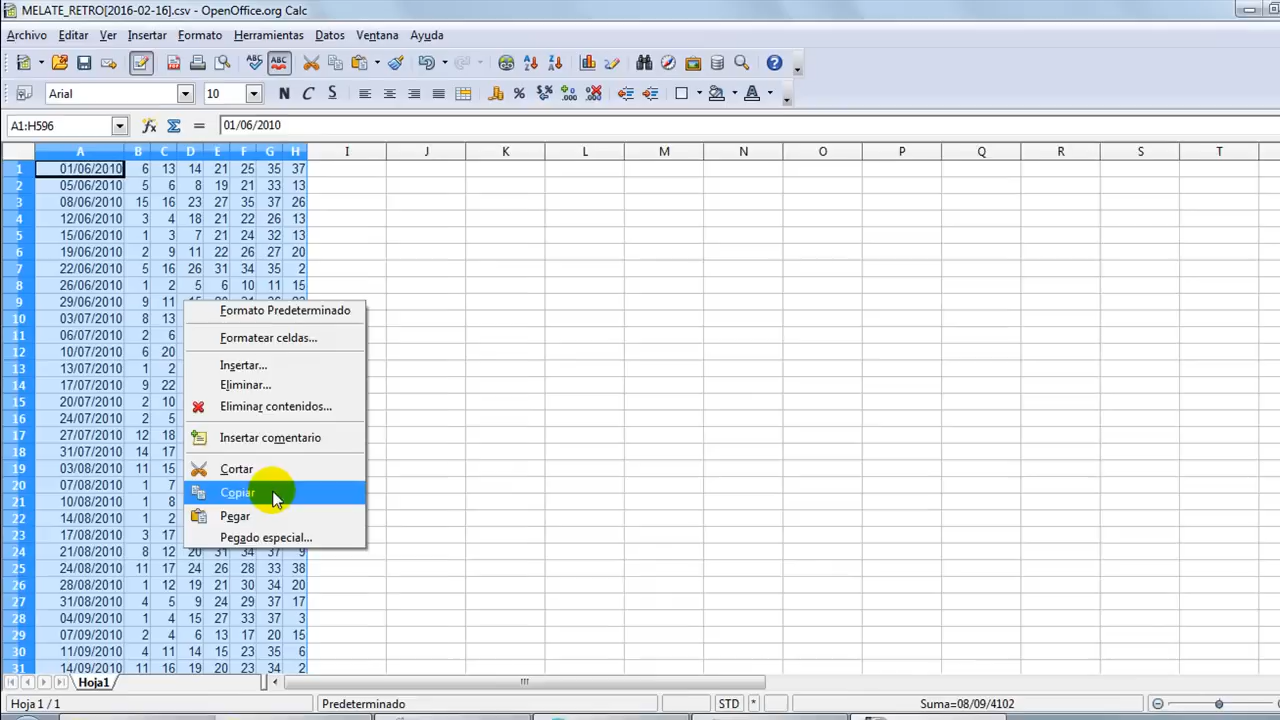 MELATE_RETRO[2016-02-16].csv - OpenOffice.org Calc
Archivo Editar Ver Insertar Formato Herramientas Datos Ventana Ayuda
Arial 10 N C S
A1:H596 01/06/2010
A B C D E F G H I J K L M N O P Q R S T
1 01/06/2010 6 13 14 21 25 35 37
2 05/06/2010 5 6 8 19 21 33 13
3 08/06/2010 15 16 23 27 35 37 26
4 12/06/2010 3 4 18 21 22 26 13
5 15/06/2010 1 3 7 21 24 32 13
6 19/06/2010 2 9 11 22 26 27 20
7 22/06/2010 5 16 26 31 34 35 2
8 26/06/2010 1 2 5 6 10 11 15
9 29/06/2010 9 11
10 03/07/2010 8 13
11 06/07/2010 2 6
12 10/07/2010 6 20
13 13/07/2010 1 2
14 17/07/2010 9 22
15 20/07/2010 2 10
16 24/07/2010 2 5
17 27/07/2010 12 18
18 31/07/2010 14 17
19 03/08/2010 11 15
20 07/08/2010 1 7
21 10/08/2010 1 8
22 14/08/2010 1 2
23 17/08/2010 3 17
24 21/08/2010 8 12 20 31 34 37 9
25 24/08/2010 11 17 24 26 28 33 38
26 28/08/2010 1 12 19 21 30 34 20
27 31/08/2010 4 5 9 24 29 37 17
28 04/09/2010 1 4 15 27 33 37 3
29 07/09/2010 2 4 6 13 17 20 15
30 11/09/2010 4 11 14 15 23 35 6
31 14/09/2010 11 16 19 20 23 34 2
Formato Predeterminado
Formatear celdas...
Insertar...
Eliminar...
Eliminar contenidos...
Insertar comentario
Cortar
Copiar
Pegar
Pegado especial...
Hoja1
Hoja 1 / 1 Predeterminado STD * Suma=08/09/4102